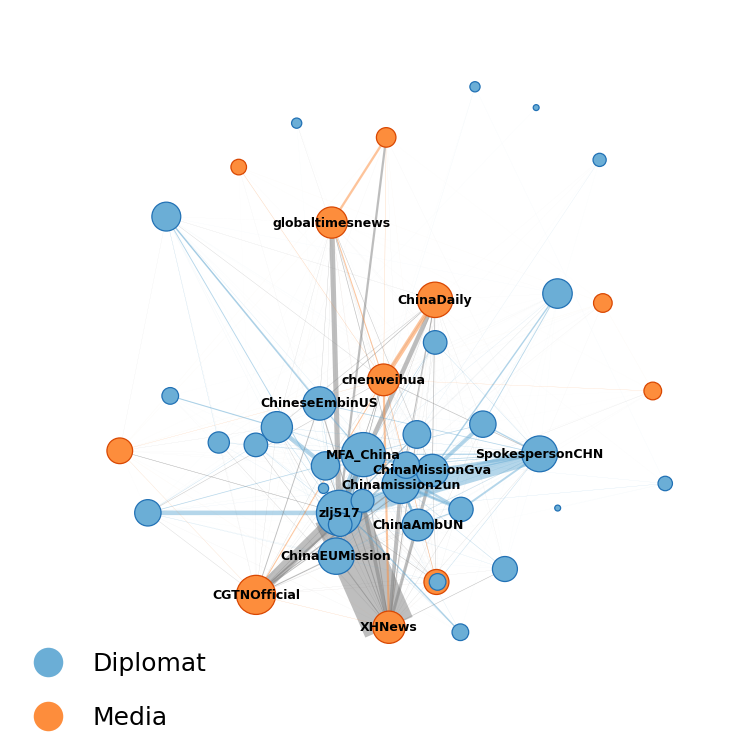 globaltimesnews
ChinaDaily
chenweihua
ChineseEmbinUS
MFA_China
SpokespersonCHN
ChinaMissionGva
Chinamission2un
zlj517
ChinaAmbUN
ChinaEUMission
CGTNOfficial
XHNews
Diplomat
Media